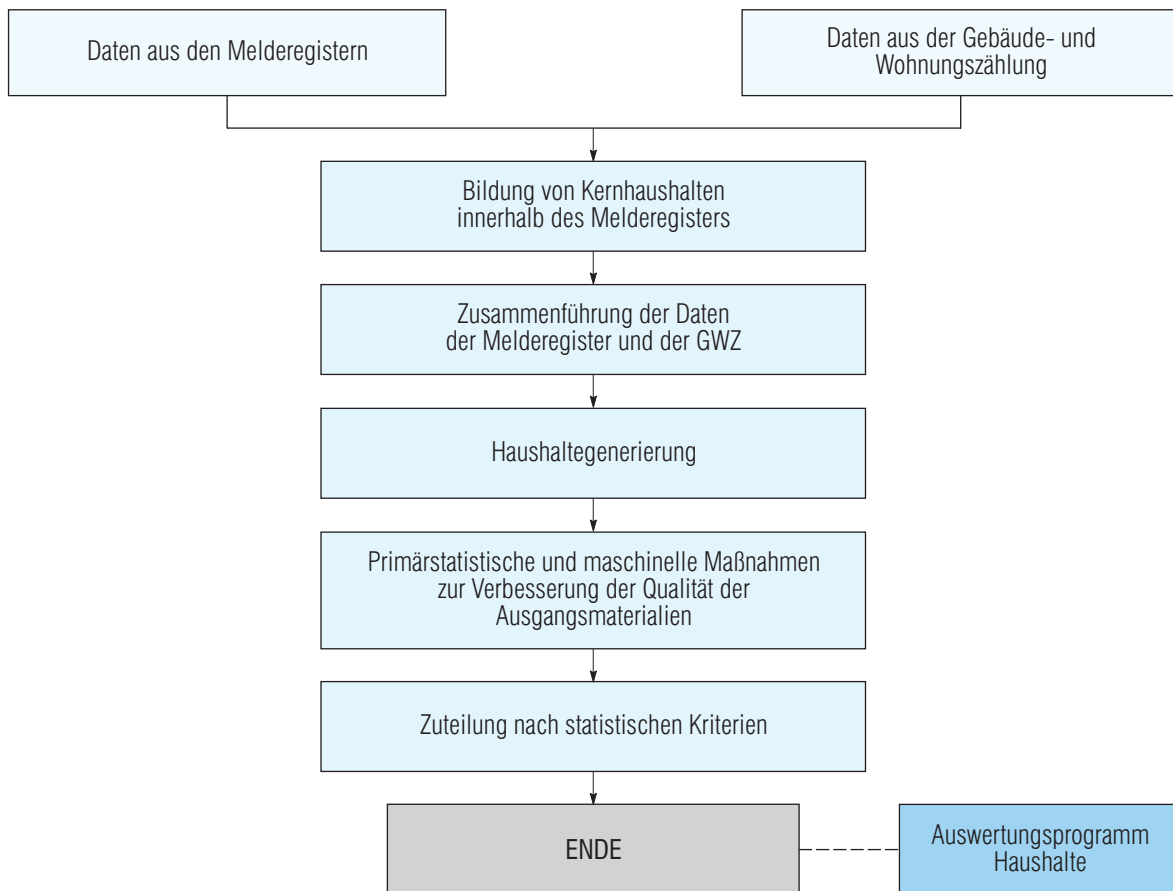 Daten aus den Melderegistern
Daten aus der Gebäude- und
Wohnungszählung
Bildung von Kernhaushalten
innerhalb des Melderegisters
Zusammenführung der Daten
der Melderegister und der GWZ
Haushaltegenerierung
Primärstatistische und maschinelle Maßnahmen
zur Verbesserung der Qualität der
Ausgangsmaterialien
Zuteilung nach statistischen Kriterien
ENDE
Auswertungsprogramm
Haushalte